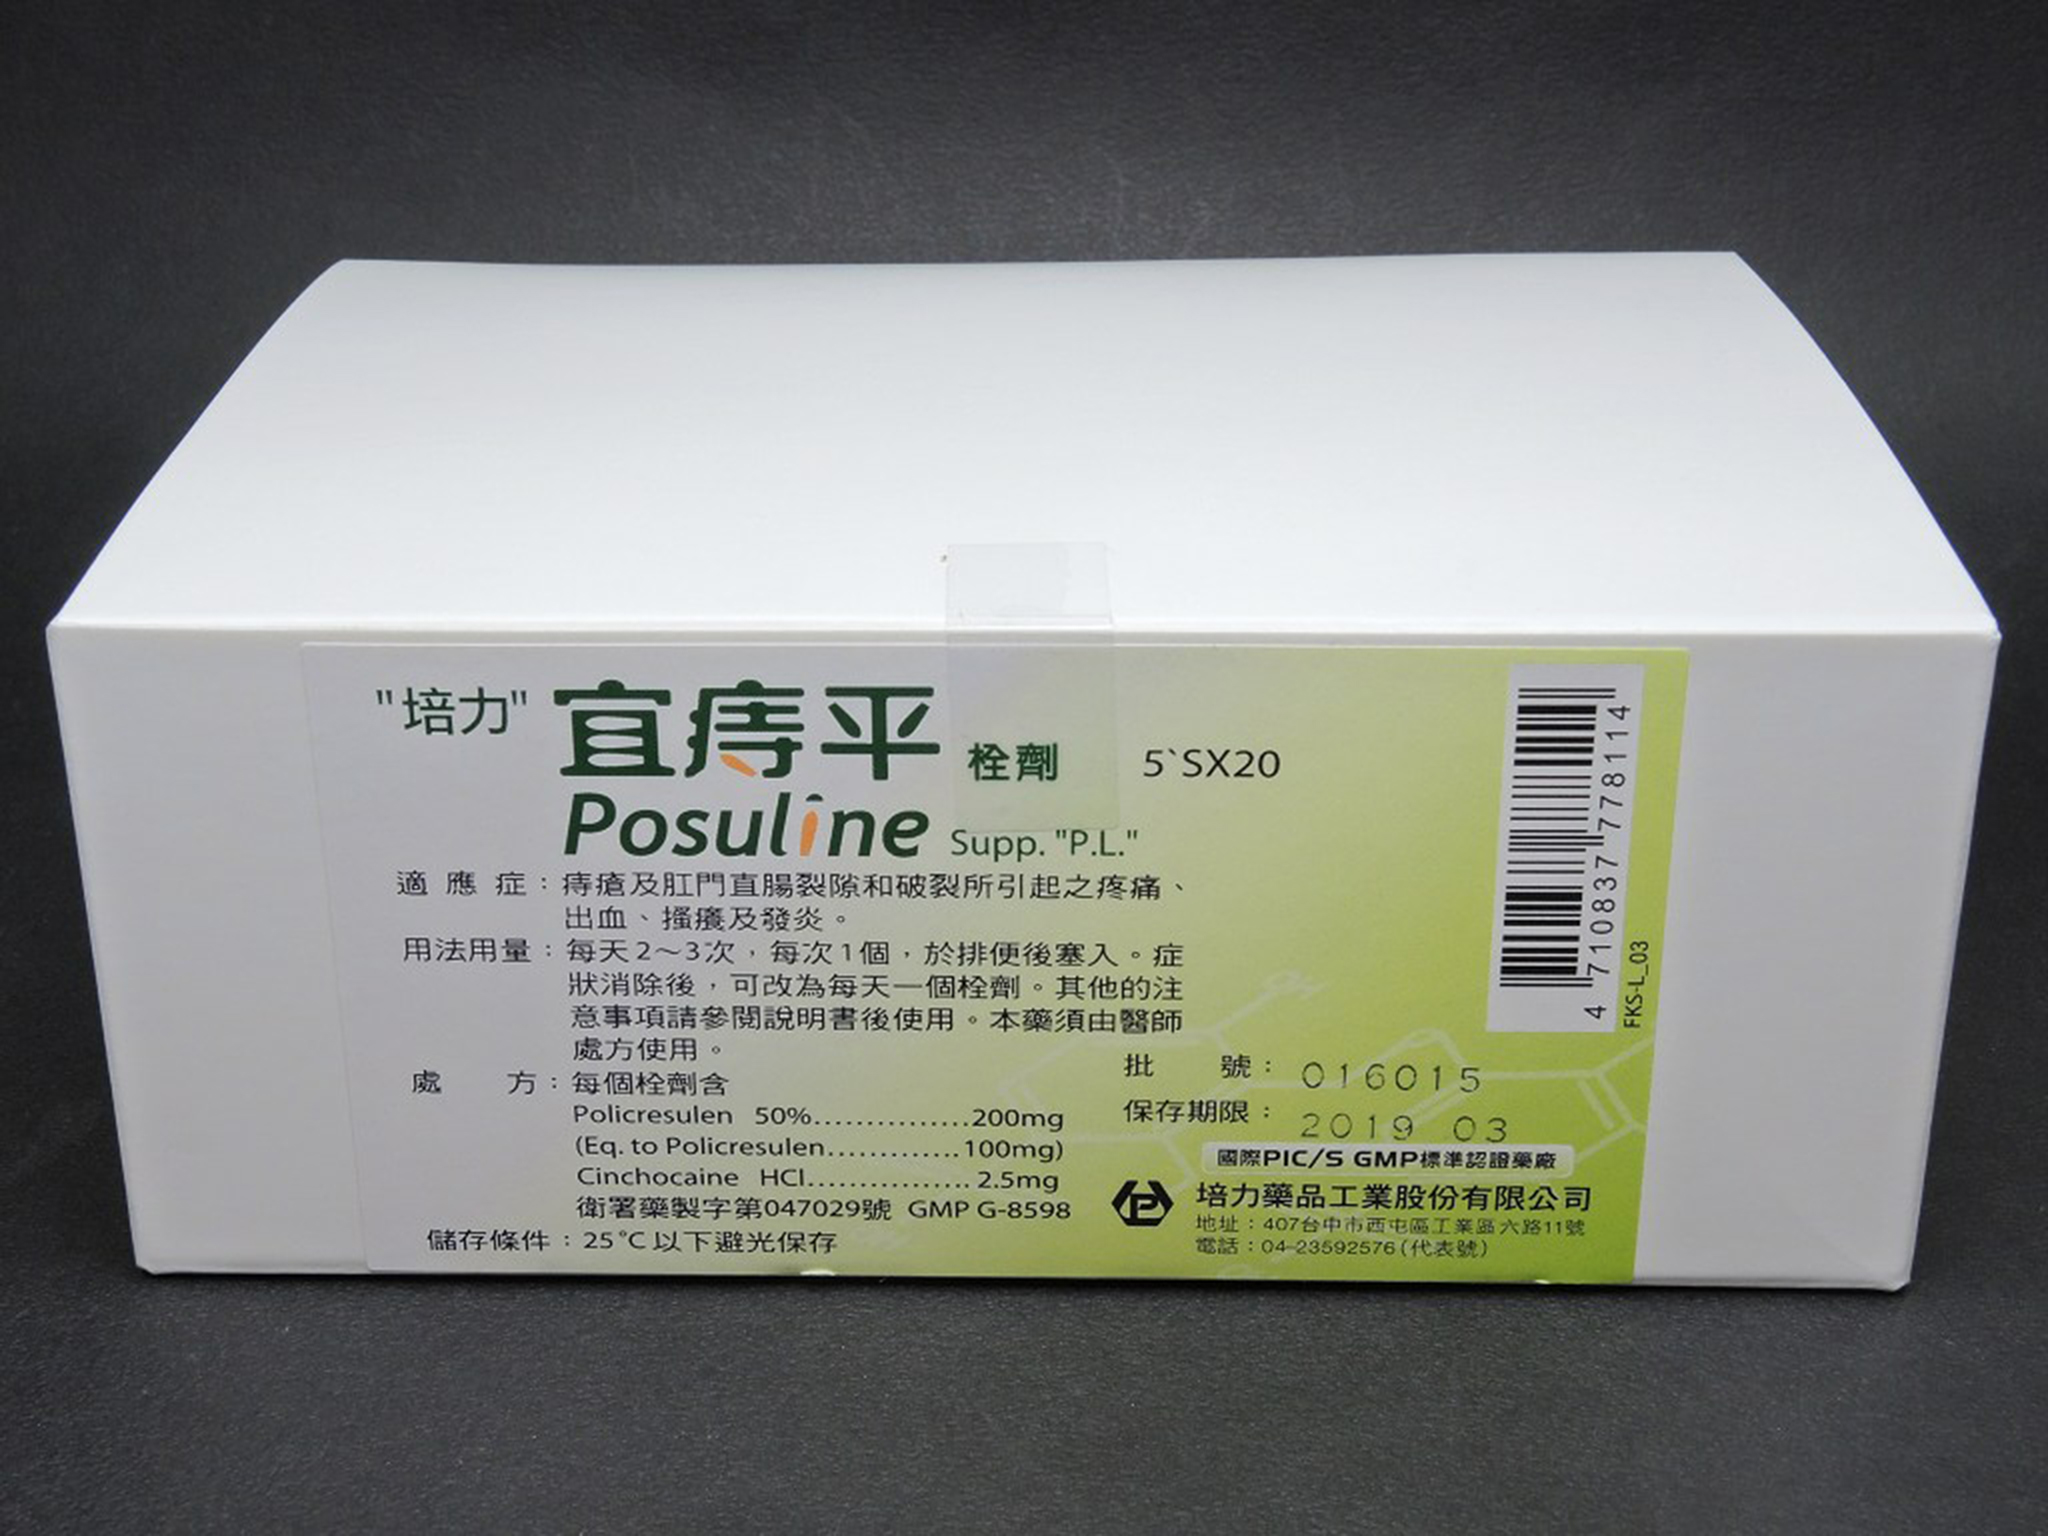 "培力" 宜痔平 栓劑 5`SX20
Posuline Supp. "P.L."
適應症：痔瘡及肛門直腸裂隙和破裂所引起之疼痛、
出血、搔癢及發炎。
用法用量：每天2～3次，每次1個，於排便後塞入。症
狀消除後，可改為每天一個栓劑。其他的注
意事項請參閱說明書後使用。本藥須由醫師
處方使用。
處方：每個栓劑含
Policresulen 50%...............200mg
(Eq. to Policresulen.............100mg)
Cinchocaine HCl................2.5mg
衛署藥製字第047029號 GMP G-8598
儲存條件：25°C以下避光保存
4 710837 778114
FKS-L_03
批號：016015
保存期限：2019 03
國際PIC/S GMP標準認證藥廠
P
培力藥品工業股份有限公司
地址：407台中市西屯區工業區六路11號
電話：04-23592576(代表號)